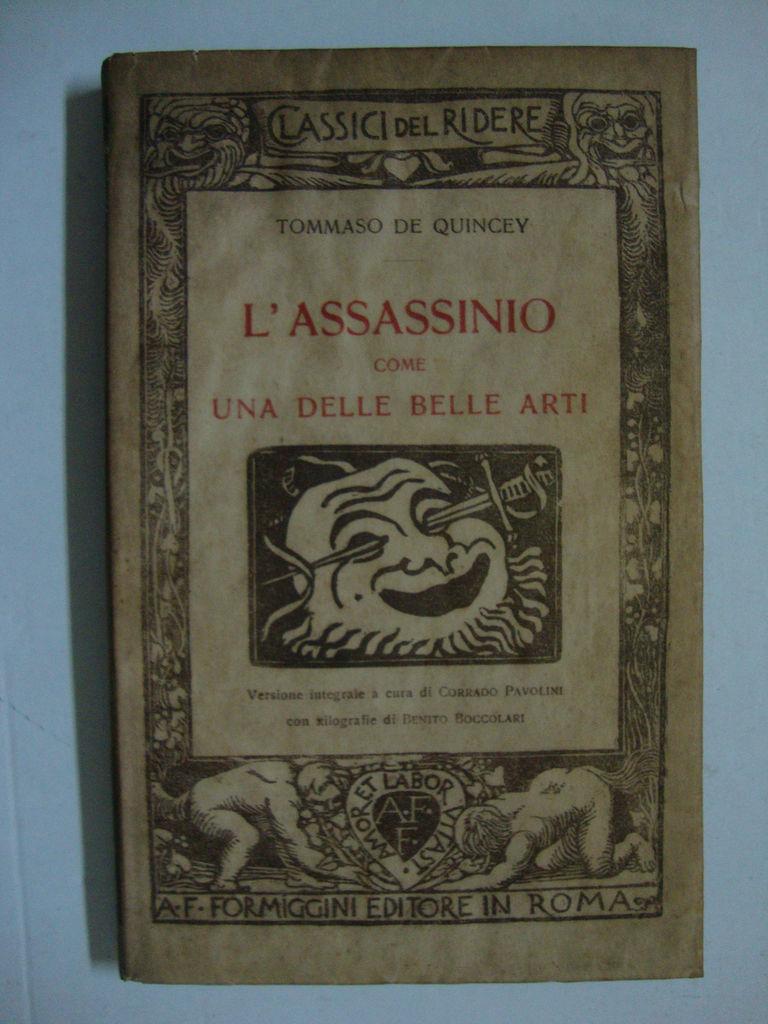 CLASSICI DEL RIDERE
TOMMASO DE QUINCEY
L'ASSASSINIO
COME
UNA DELLE BELLE ARTI
Versione integrale a cura di CORRADO PAVOLINI
con xilografie di BENITO BOCCOLARI
AMOR ET LABOR VITAST
A.F.
F.
A·F·FORMIGGINI EDITORE IN ROMA